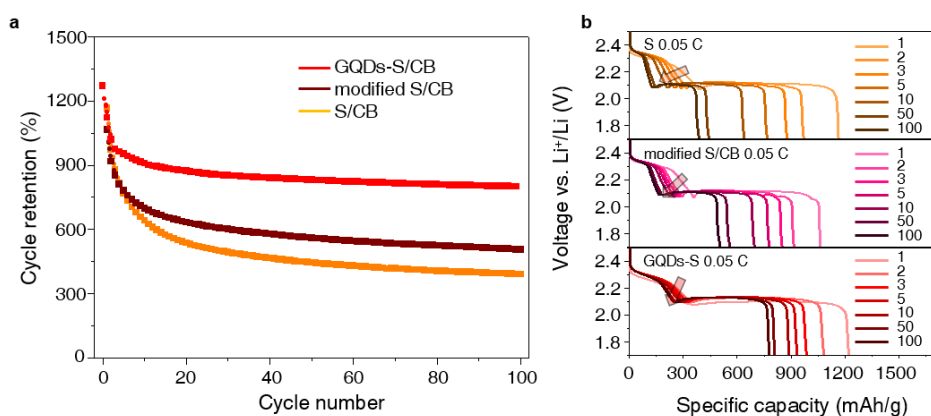 a
1500
1200
900
600
300
0
0 20 40 60 80 100
Cycle retention (%)
Cycle number
GQDs-S/CB
modified S/CB
S/CB
b
2.4
2.2
2.0
1.8
S 0.05 C
1
2
3
5
10
50
100
2.4
2.2
2.0
1.8
modified S/CB 0.05 C
1
2
3
5
10
50
100
2.4
2.2
2.0
1.8
GQDs-S 0.05 C
1
2
3
5
10
50
100
0 300 600 900 1200 1500
Voltage vs. Li⁺/Li (V)
Specific capacity (mAh/g)